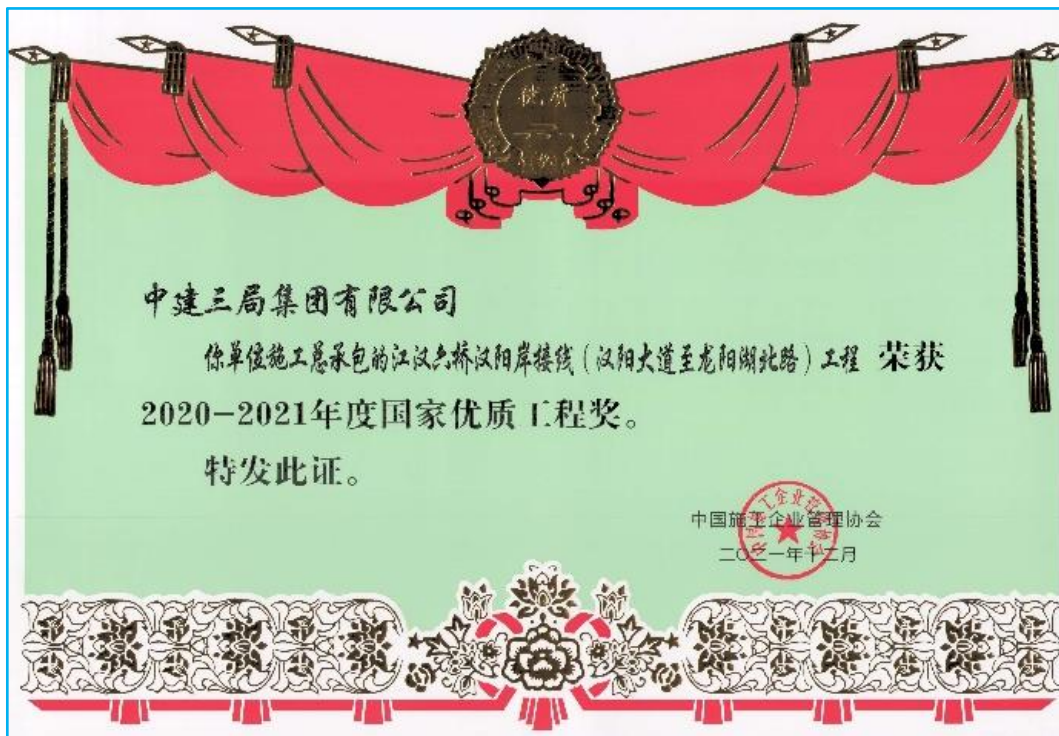 优质
中建三局集团有限公司
你单位施工总承包的江汉六桥汉阳岸接线（汉阳大道至龙阳湖北路）工程 荣获
2020-2021年度国家优质工程奖。
特发此证。
中国施工企业管理协会
二〇二一年十二月